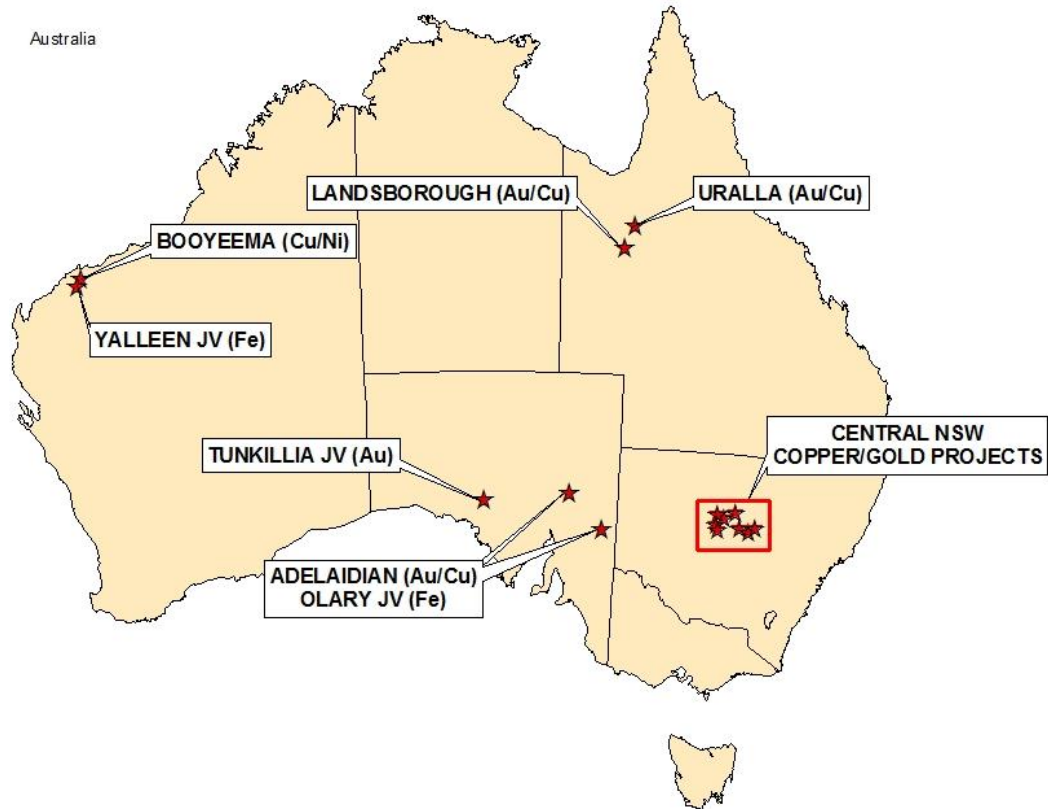 Australia
LANDSBOROUGH (Au/Cu)
URALLA (Au/Cu)
BOOYEEMA (Cu/Ni)
YALLEEN JV (Fe)
CENTRAL NSW
COPPER/GOLD PROJECTS
TUNKILLIA JV (Au)
ADELAIDIAN (Au/Cu)
OLARY JV (Fe)